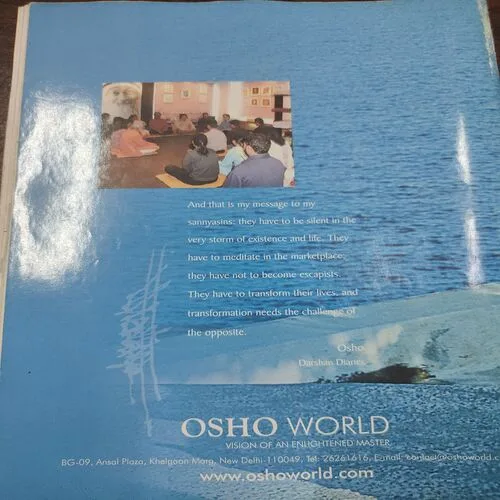 And that is my message to my
sannyasins: they have to be silent in the
very storm of existence and life. They
have to meditate in the marketplace;
they have not to become escapists.
They have to transform their lives, and
transformation needs the challenge of
the opposite.
Osho
Darshan Diaries
OSHO WORLD
VISION OF AN ENLIGHTENED MASTER
BG-09, Ansal Plaza, Khelgaon Marg, New Delhi-110049, Tel: 26261616, E-mail: contact@oshoworld.c
www.oshoworld.com